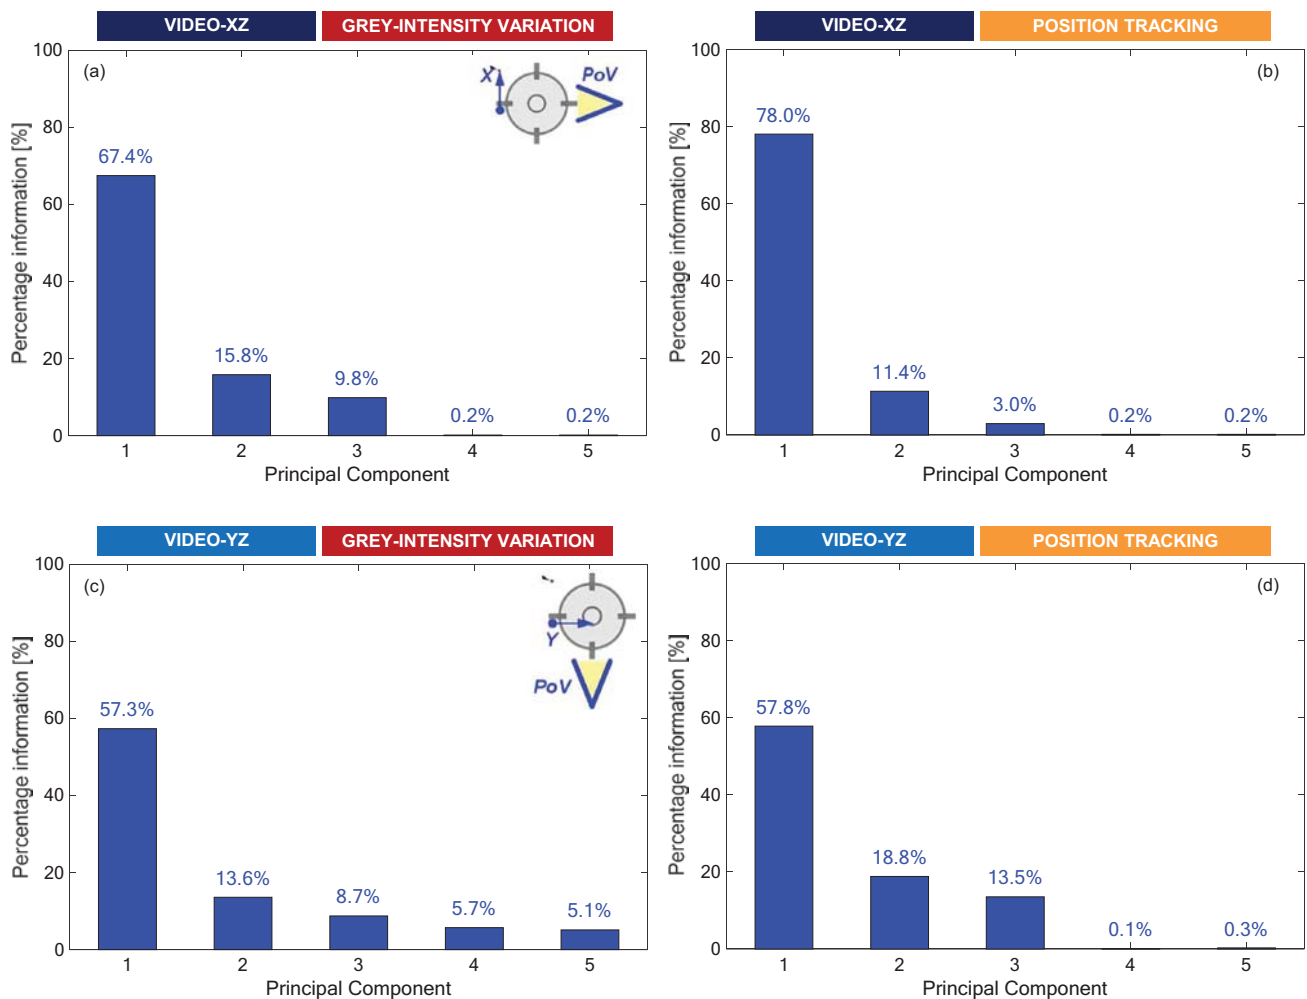 VIDEO-XZ GREY-INTENSITY VARIATION
(a)
X
PoV
Percentage information [%]
100
80
60
40
20
0
67.4%
15.8%
9.8%
0.2%
0.2%
1 2 3 4 5
Principal Component
VIDEO-XZ POSITION TRACKING
(b)
Percentage information [%]
100
80
60
40
20
0
78.0%
11.4%
3.0%
0.2%
0.2%
1 2 3 4 5
Principal Component
VIDEO-YZ GREY-INTENSITY VARIATION
(c)
Y
PoV
Percentage information [%]
100
80
60
40
20
0
57.3%
13.6%
8.7%
5.7%
5.1%
1 2 3 4 5
Principal Component
VIDEO-YZ POSITION TRACKING
(d)
Percentage information [%]
100
80
60
40
20
0
57.8%
18.8%
13.5%
0.1%
0.3%
1 2 3 4 5
Principal Component